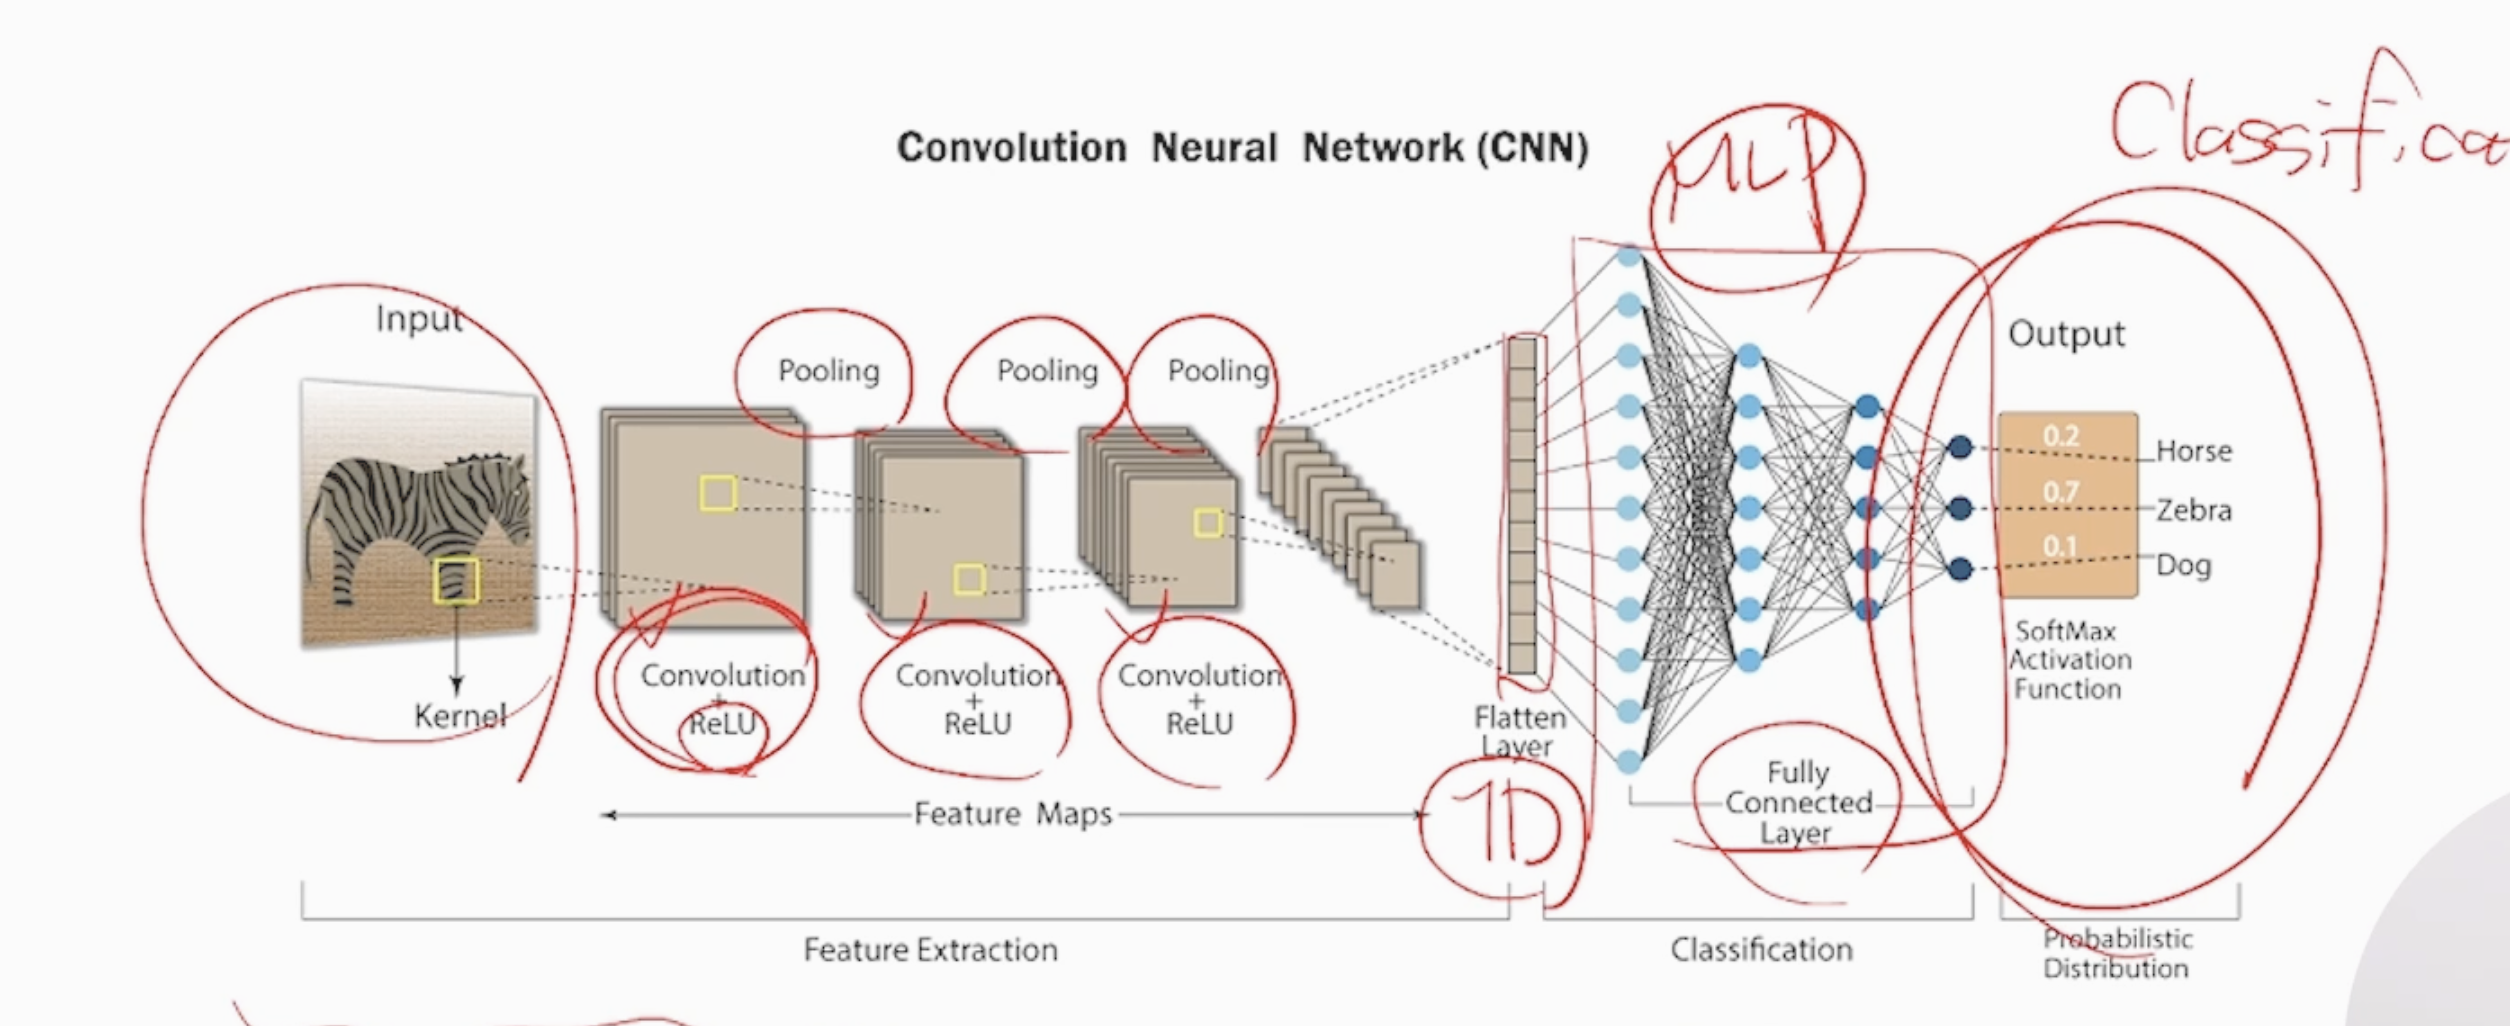 Classifica
Convolution Neural Network (CNN)
MLP
Input
Pooling
Pooling
Pooling
Output
0.2
Horse
0.7
Zebra
0.1
Dog
SoftMax
Activation
Function
Kernel
Convolution
+
ReLU
Convolution
+
ReLU
Convolution
+
ReLU
Flatten
Layer
1D
Fully
Connected
Layer
Feature Maps
Feature Extraction
Classification
Probabilistic
Distribution